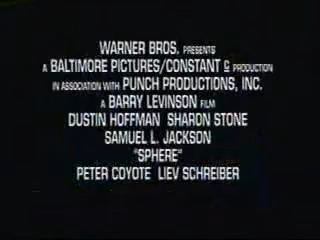 WARNER BROS. PRESENTS
A BALTIMORE PICTURES/CONSTANT C PRODUCTION
IN ASSOCIATION WITH PUNCH PRODUCTIONS, INC.
A BARRY LEVINSON FILM
DUSTIN HOFFMAN SHARON STONE
SAMUEL L. JACKSON
"SPHERE"
PETER COYOTE LIEV SCHREIBER